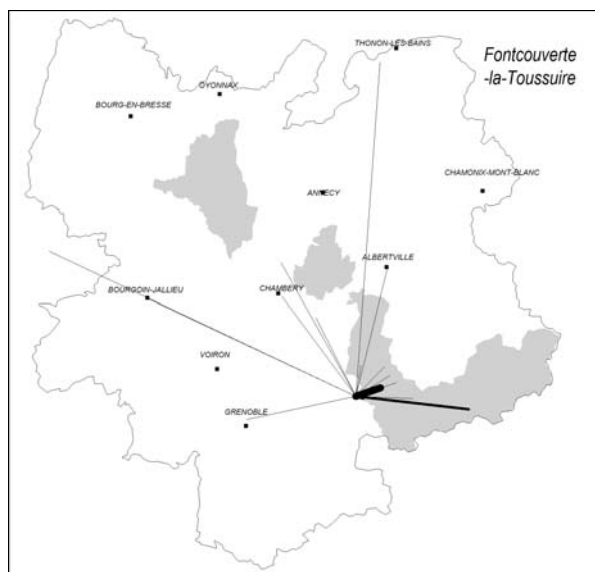 THONON-LES-BAINS
Fontcouverte
-la-Toussuire
OYONNAX
BOURG-EN-BRESSE
CHAMONIX-MONT-BLANC
ANNECY
ALBERTVILLE
CHAMBERY
BOURGOIN-JALLIEU
VOIRON
GRENOBLE